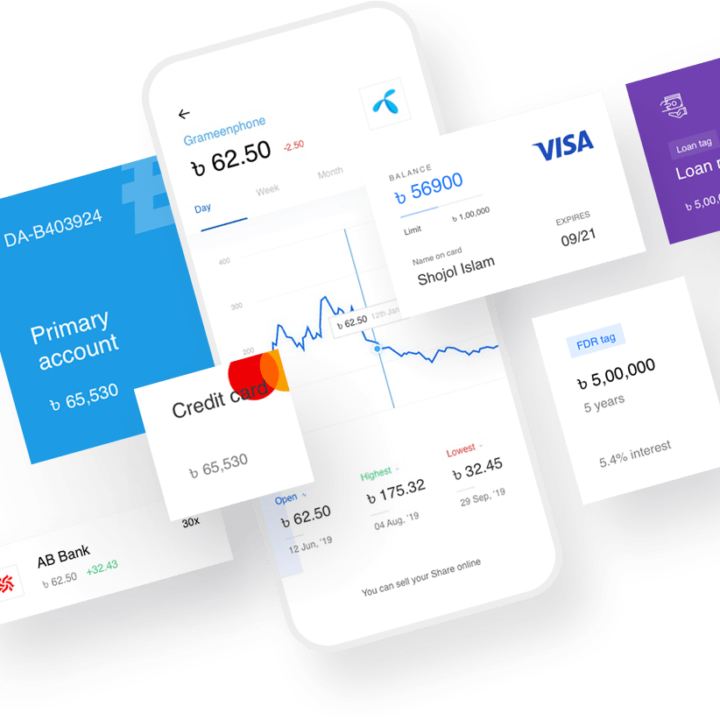 DA-B403924
Primary
account
৳ 65,530
Grameenphone
৳ 62.50 -2.50
Day Week Month
400
300
200
৳ 62.50 12th Jan
Open
৳ 62.50
12 Jun, '19
Highest
৳ 175.32
04 Aug, '19
Lowest
৳ 32.45
29 Sep, '19
You can sell your Share online
Credit card
৳ 65,530
AB Bank
৳ 62.50 +32.43
30x
VISA
BALANCE
৳ 56900
Limit ৳ 1,00,000
Name on card
Shojol Islam
EXPIRES
09/21
Loan tag
Loan
৳ 5,00,
FDR tag
৳ 5,00,000
5 years
5.4% interest